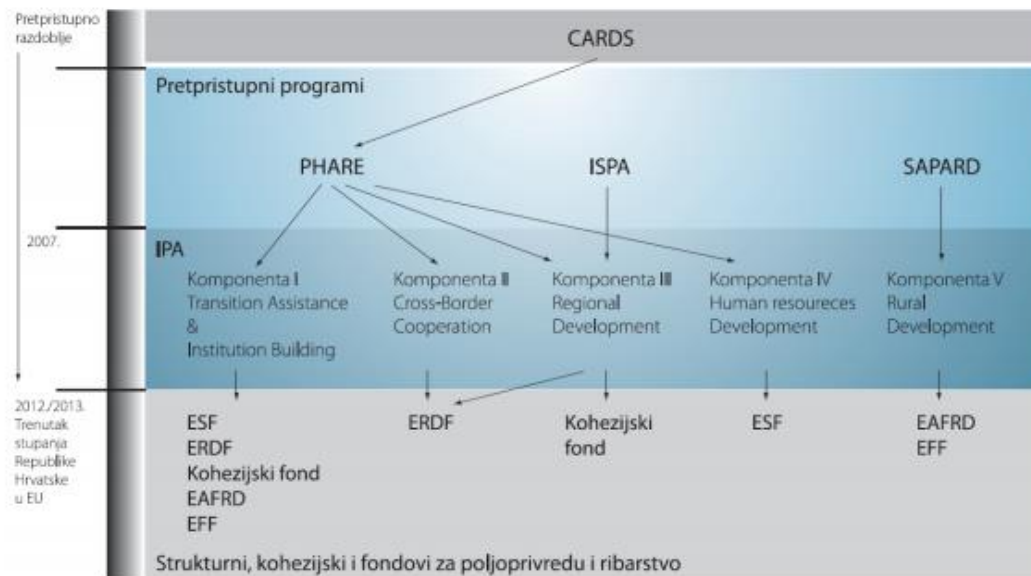 Pretpristupno
razdoblje
CARDS
Pretpristupni programi
PHARE
ISPA
SAPARD
2007.
IPA
Komponenta I
Transition Assistance
&
Institution Building
Komponenta II
Cross-Border
Cooperation
Komponenta III
Regional
Development
Komponenta IV
Human resoureces
Development
Komponenta V
Rural
Development
2012./2013.
Trenutak
stupanja
Republike
Hrvatske
u EU
ESF
ERDF
Kohezijski fond
EAFRD
EFF
ERDF
Kohezijski
fond
ESF
EAFRD
EFF
Strukturni, kohezijski i fondovi za poljoprivredu i ribarstvo